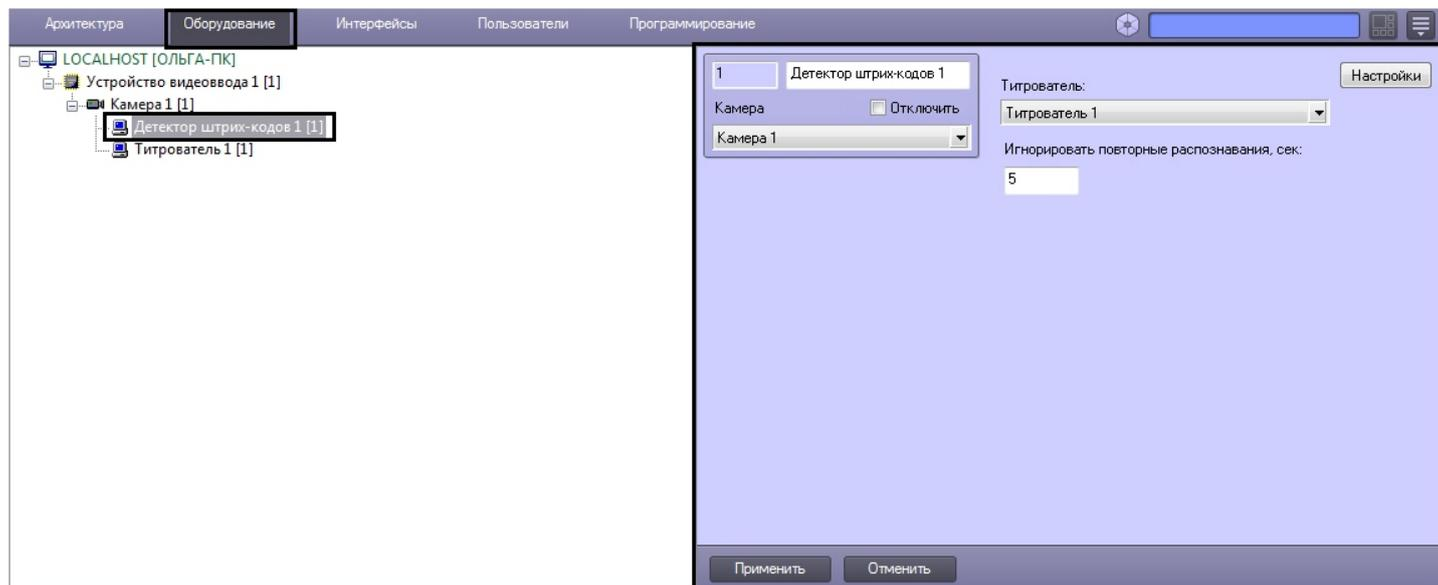 Архитектура Оборудование Интерфейсы Пользователи Программирование
LOCALHOST [ОЛЬГА-ПК]
Устройство видеоввода 1 [1]
Камера 1 [1]
Детектор штрих-кодов 1 [1]
Титрователь 1 [1]
1 Детектор штрих-кодов 1
Камера Отключить
Камера 1
Титрователь:
Титрователь 1
Игнорировать повторные распознавания, сек:
5
Настройки
Применить Отменить